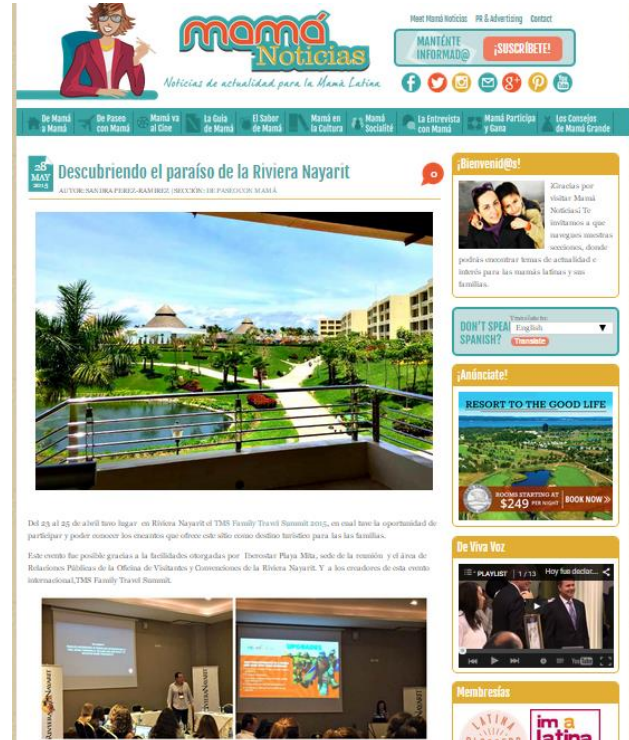 mamá
Noticias
Noticias de actualidad para la Mamá Latina
Meet Mamá Noticias PR & Advertising Contact
MANTÉNTE
INFORMAD@
¡SUSCRÍBETE!
De Mamá
a Mamá
De Paseo
con Mamá
Mamá va
al Cine
La Guía
de Mamá
El Sabor
de Mamá
Mamá en
la Cultura
Mamá
Socialité
La Entrevista
con Mamá
Mamá Participa
y Gana
Los Consejos
de Mamá Grande
28
MAY
2015
Descubriendo el paraíso de la Riviera Nayarit
0
AUTOR: SANDRA PEREZ-RAMIREZ | SECCIÓN: DE PASEO CON MAMÁ
Del 23 al 25 de abril tuvo lugar en Riviera Nayarit el TMS Family Travel Summit 2015, en cual tuve la oportunidad de
participar y poder conocer los encantos que ofrece este sitio como destino turístico para las las familias.
Este evento fue posible gracias a la facilidades otorgadas por Iberostar Playa Mita, sede de la reunión y el área de
Relaciones Públicas de la Oficina de Visitantes y Convenciones de la Riviera Nayarit. Y a los creadores de esta evento
internacional,TMS Family Travel Summit.
RIVIERA NAYARIT
RIVIERA NAYARIT
¡Bienvenid@s!
¡Gracias por
visitar Mamá
Noticias¡ Te
invitamos a que
navegues nuestras
secciones, donde
podrás encontrar temas de actualidad e
interés para las mamás latinas y sus
familias.
DON'T SPEAK
SPANISH?
Translate to:
English
Translate
¡Anúnciate!
RESORT TO THE GOOD LIFE
ROOMS STARTING AT
$249 PER NIGHT
BOOK NOW >
De Viva Voz
PLAYLIST 1 / 13 Hoy fue declar...
YouTube
Membresías
LATINA
im a
latina